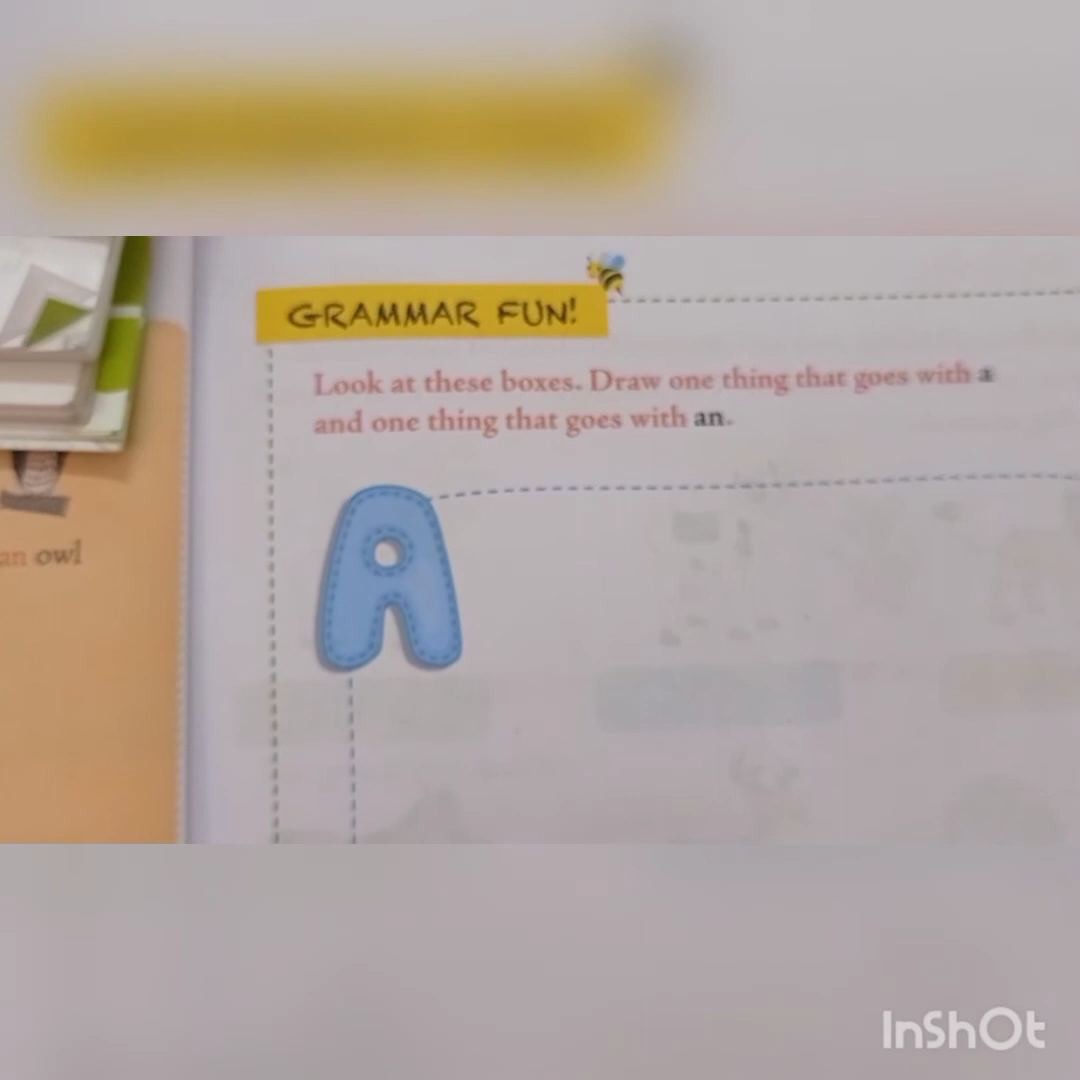 GRAMMAR FUN!
Look at these boxes. Draw one thing that goes with a
and one thing that goes with an.
A
an owl
InShOt